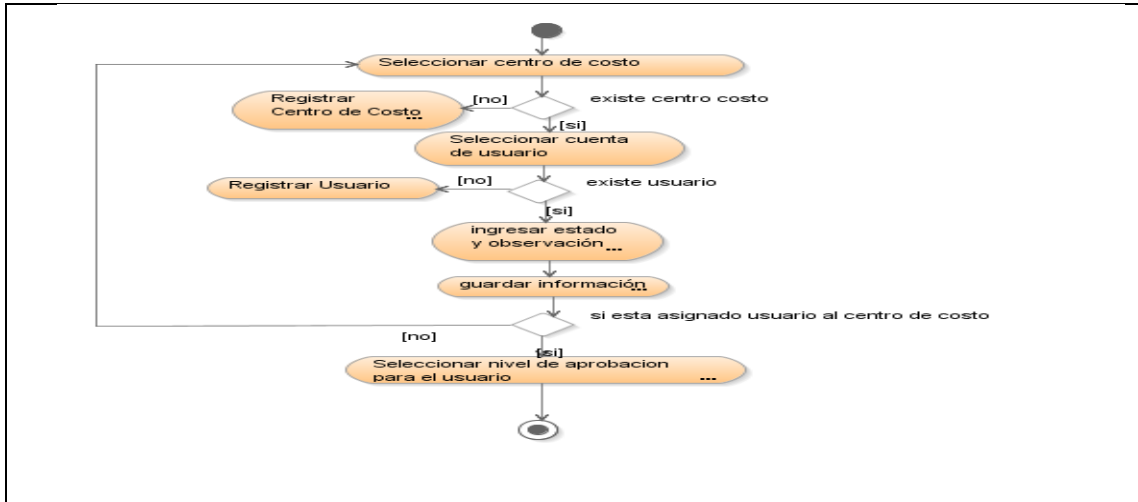 Seleccionar centro de costo
Registrar
Centro de Costo
[no]
existe centro costo
[si]
Seleccionar cuenta
de usuario
Registrar Usuario
[no]
existe usuario
[si]
ingresar estado
y observación
guardar información
si esta asignado usuario al centro de costo
[no]
[si]
Seleccionar nivel de aprobacion
para el usuario